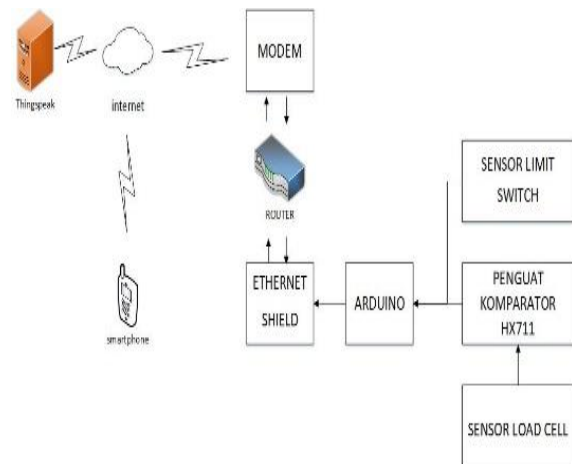 MODEM
Thingspeak
internet
SENSOR LIMIT
SWITCH
ROUTER
ETHERNET
SHIELD
ARDUINO
PENGUAT
KOMPARATOR
HX711
smartphone
SENSOR LOAD CELL